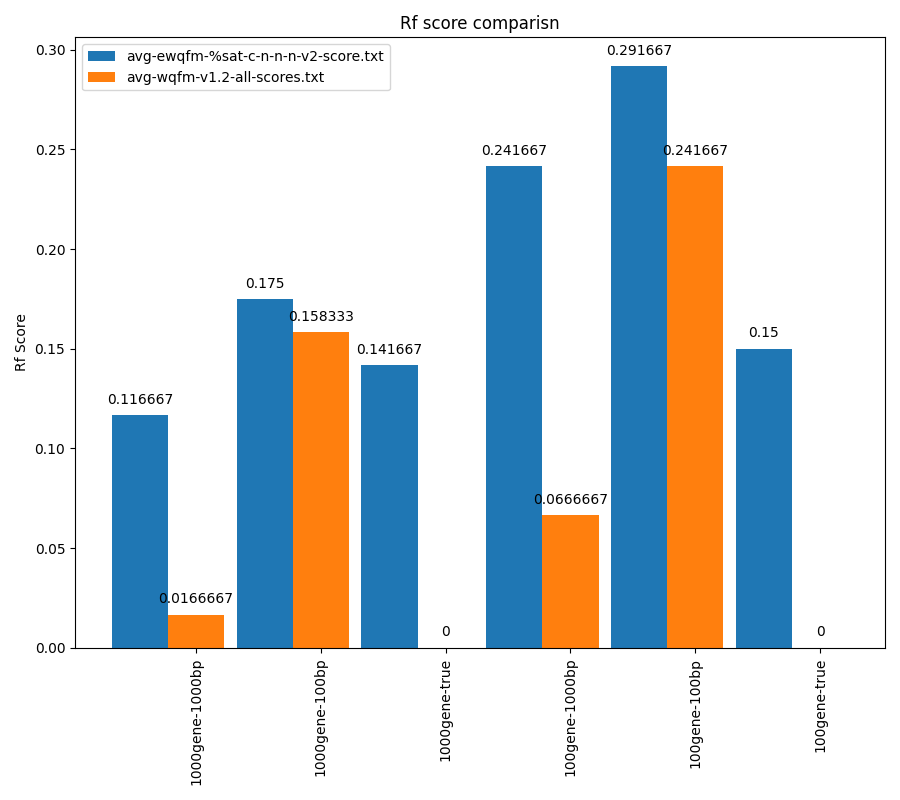 Rf score comparisn
avg-ewqfm-%sat-c-n-n-n-v2-score.txt
avg-wqfm-v1.2-all-scores.txt
Rf Score
0.30
0.25
0.20
0.15
0.10
0.05
0.00
0.116667
0.0166667
0.175
0.158333
0.141667
0
0.241667
0.0666667
0.291667
0.241667
0.15
0
1000gene-1000bp
1000gene-100bp
1000gene-true
100gene-1000bp
100gene-100bp
100gene-true